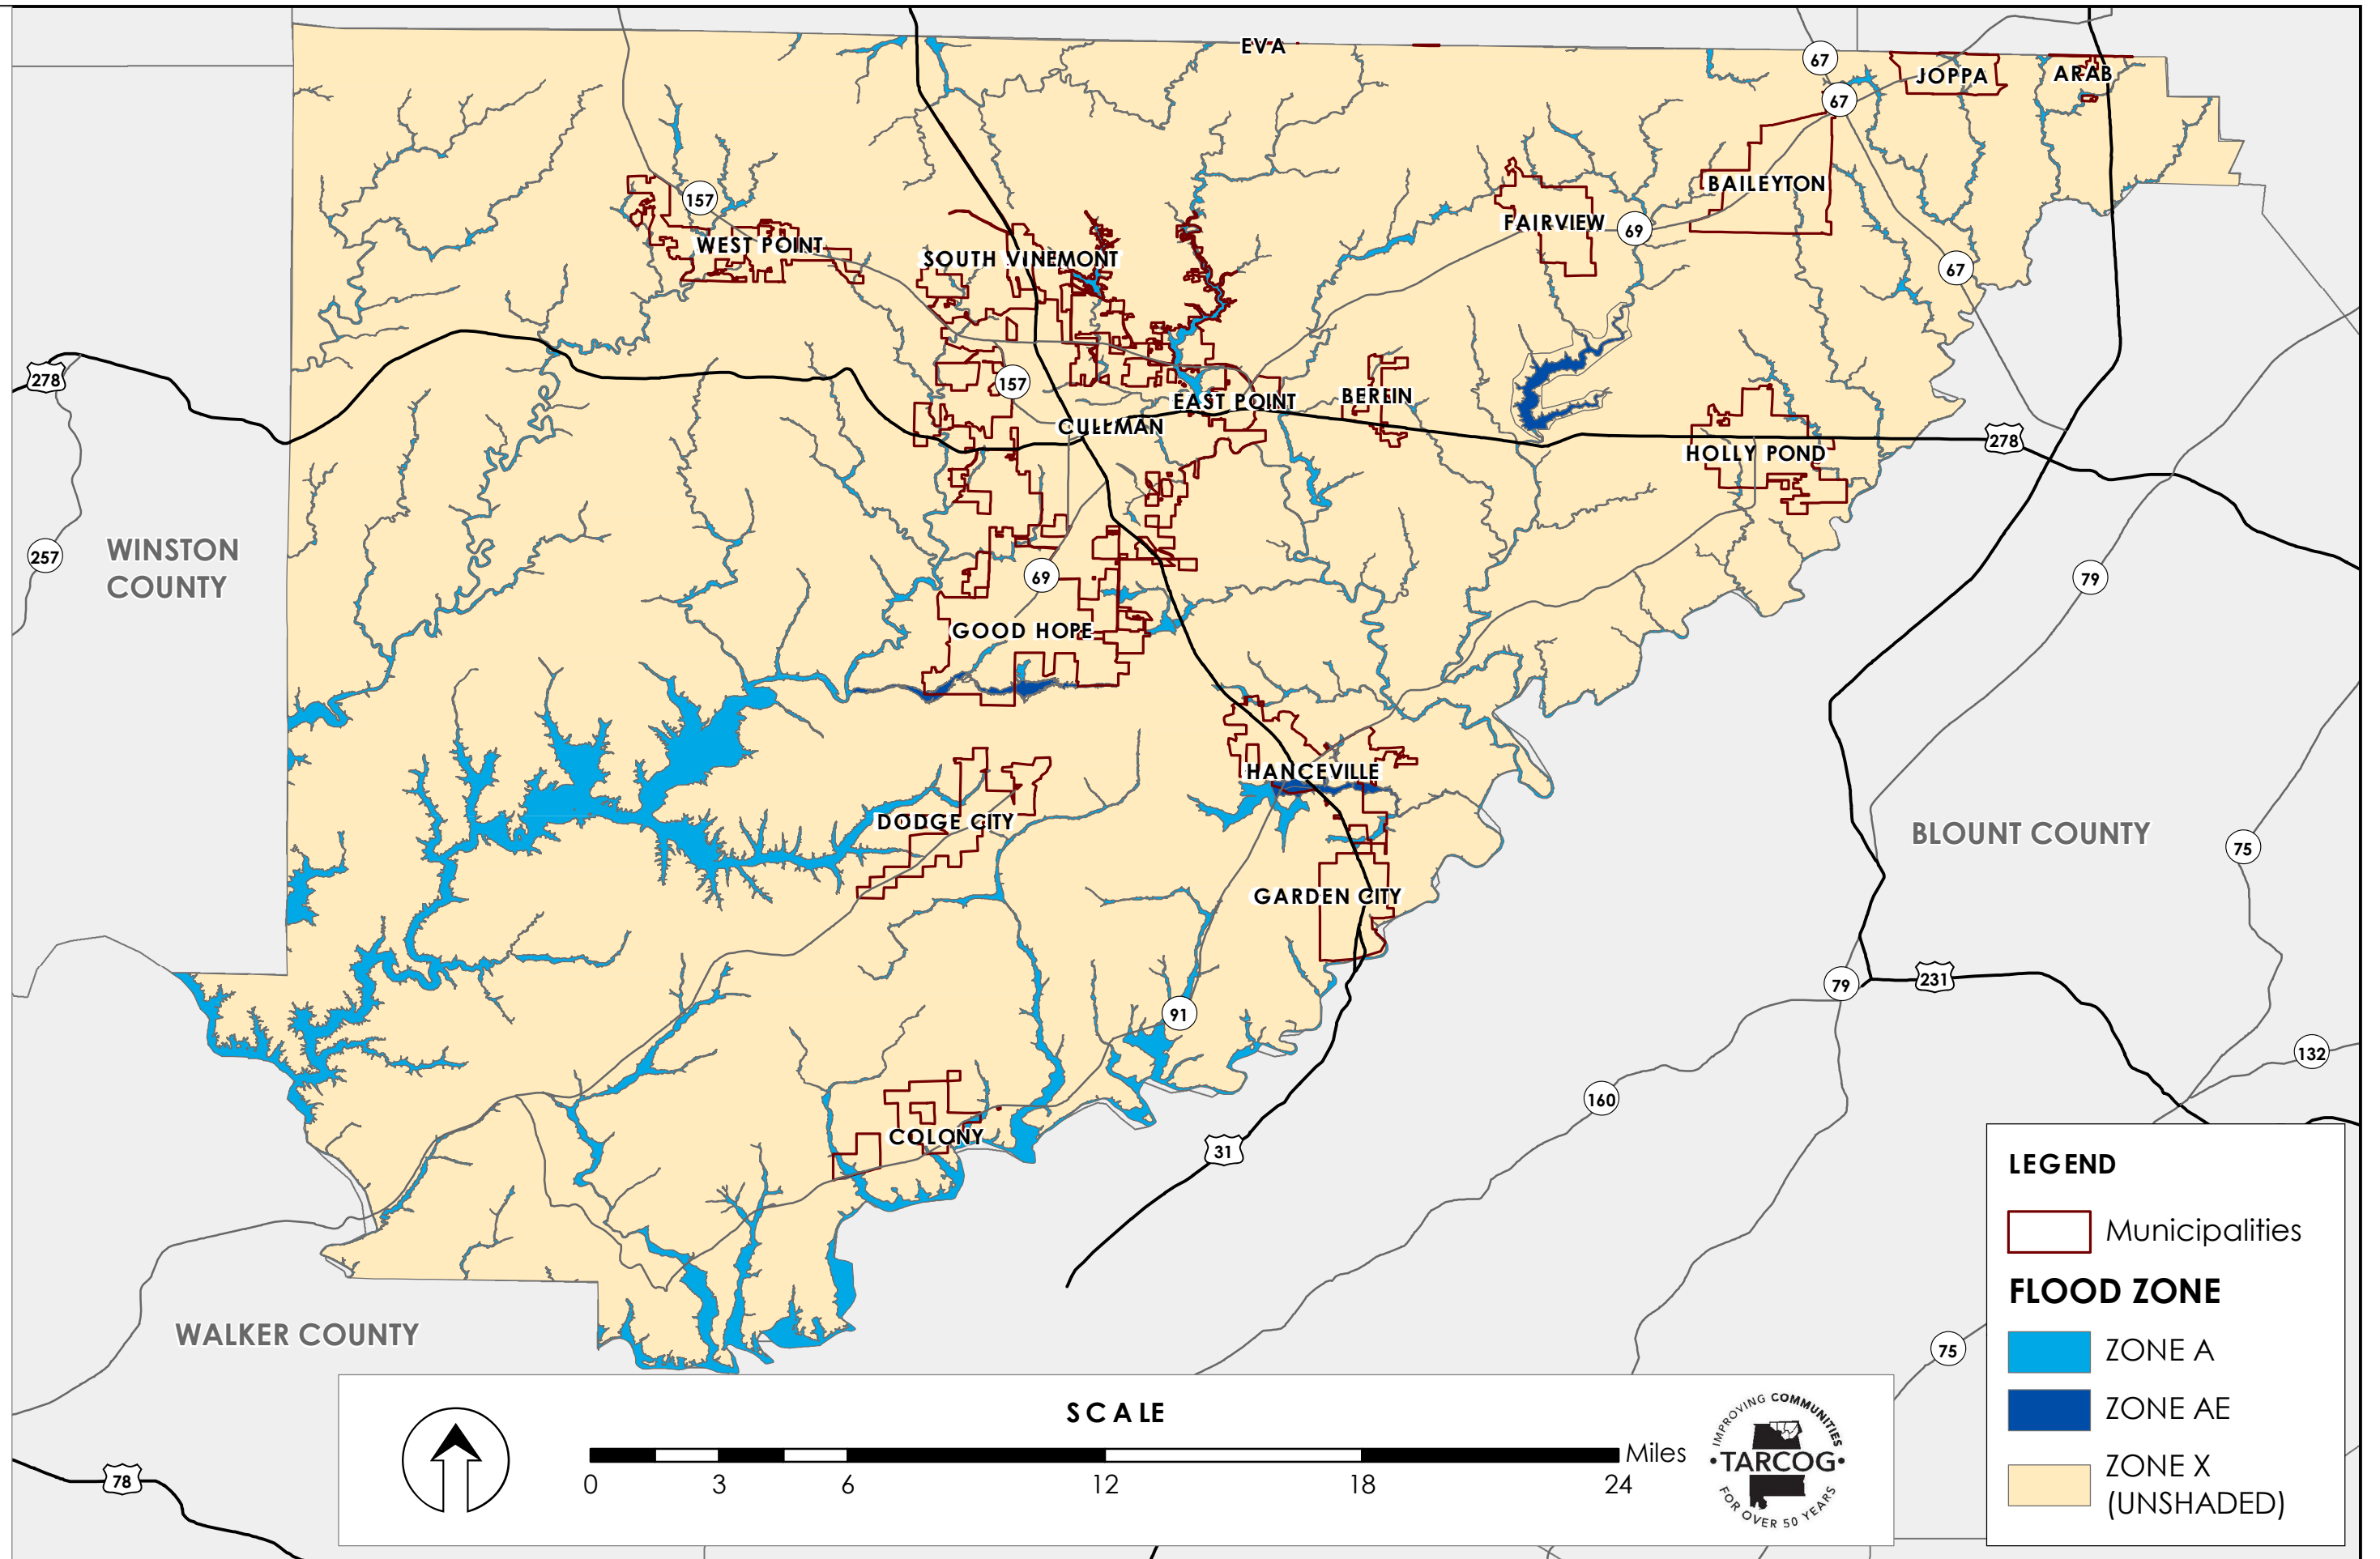 EVA
67
JOPPA
ARAB
67
BAILEYTON
157
FAIRVIEW
69
WEST POINT
SOUTH VINEMONT
67
278
157
EAST POINT
BERLIN
CULLMAN
278
HOLLY POND
WINSTON
COUNTY
257
69
79
GOOD HOPE
HANCEVILLE
DODGE CITY
BLOUNT COUNTY
75
GARDEN CITY
79
231
91
132
160
COLONY
31
WALKER COUNTY
75
78
LEGEND
Municipalities
FLOOD ZONE
ZONE A
ZONE AE
ZONE X
(UNSHADED)
SCALE
Miles
0 3 6 12 18 24
IMPROVING COMMUNITIES
•TARCOG•
FOR OVER 50 YEARS